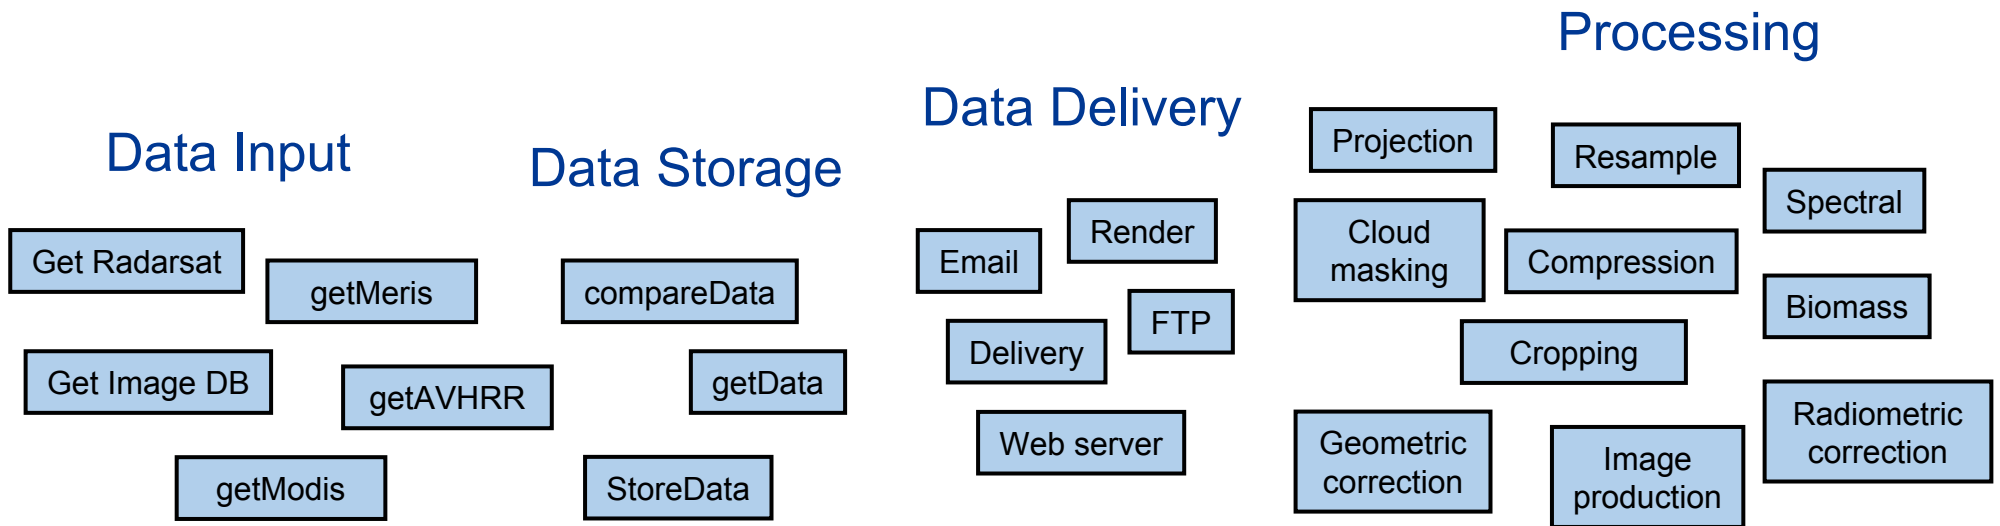 Data Input
Get Radarsat
getMeris
Get Image DB
getAVHRR
getModis
Data Storage
compareData
getData
StoreData
Data Delivery
Email
Render
Delivery
FTP
Web server
Processing
Projection
Resample
Spectral
Cloud
masking
Compression
Biomass
Cropping
Geometric
correction
Image
production
Radiometric
correction